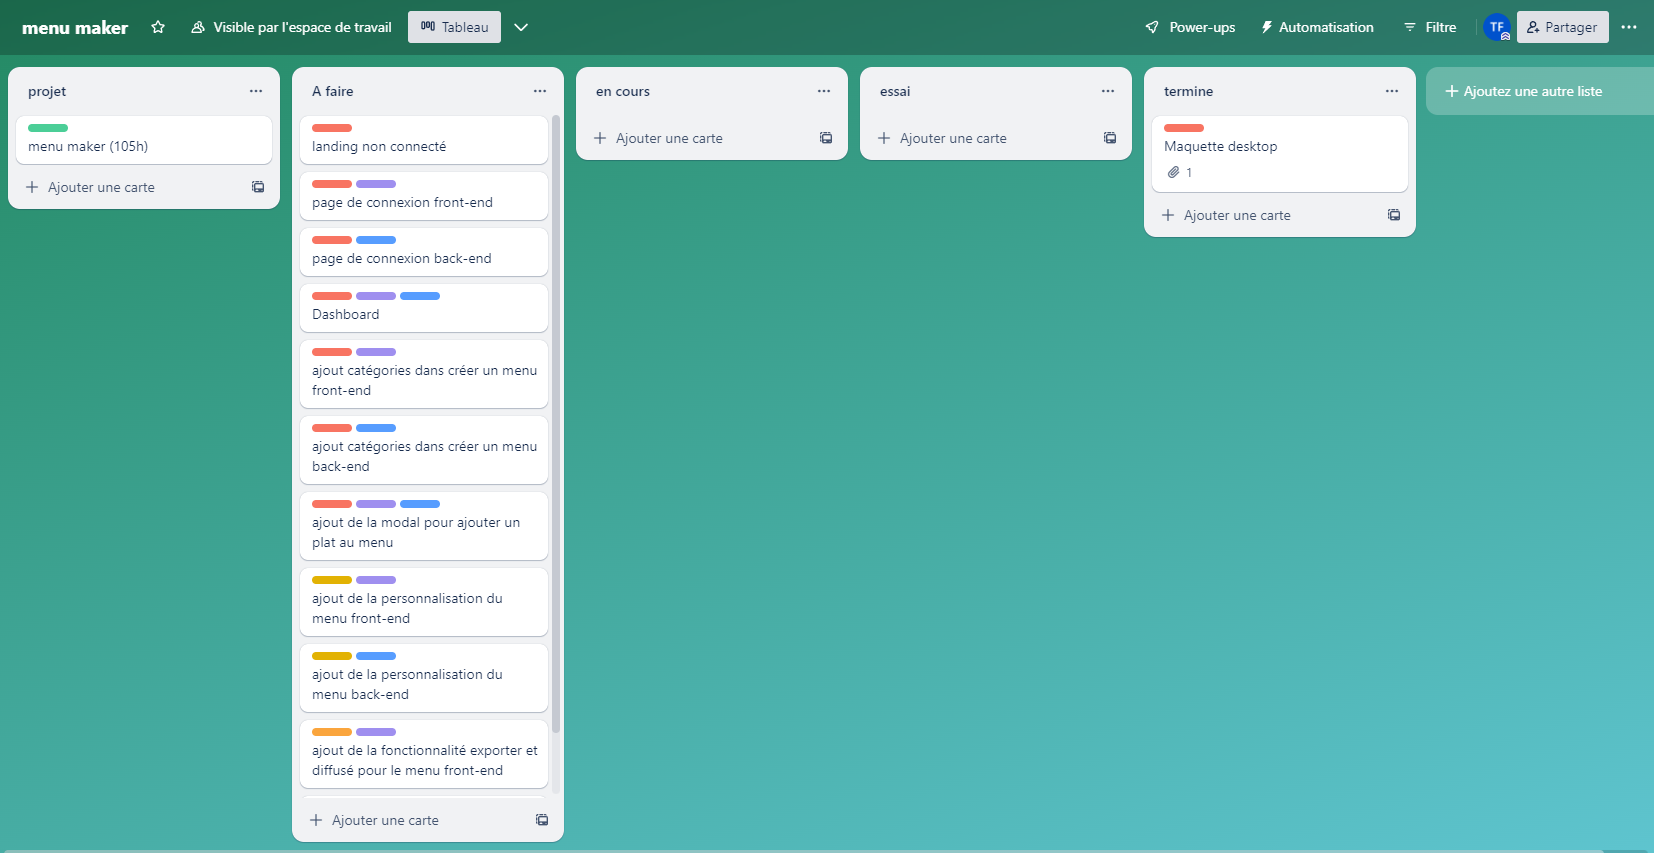 menu maker
Visible par l'espace de travail
Tableau
Power-ups
Automatisation
Filtre
TF
Partager
projet
menu maker (105h)
Ajouter une carte
A faire
landing non connecté
page de connexion front-end
page de connexion back-end
Dashboard
ajout catégories dans créer un menu
front-end
ajout catégories dans créer un menu
back-end
ajout de la modal pour ajouter un
plat au menu
ajout de la personnalisation du
menu front-end
ajout de la personnalisation du
menu back-end
ajout de la fonctionnalité exporter et
diffusé pour le menu front-end
Ajouter une carte
en cours
Ajouter une carte
essai
Ajouter une carte
termine
Maquette desktop
1
Ajouter une carte
Ajoutez une autre liste